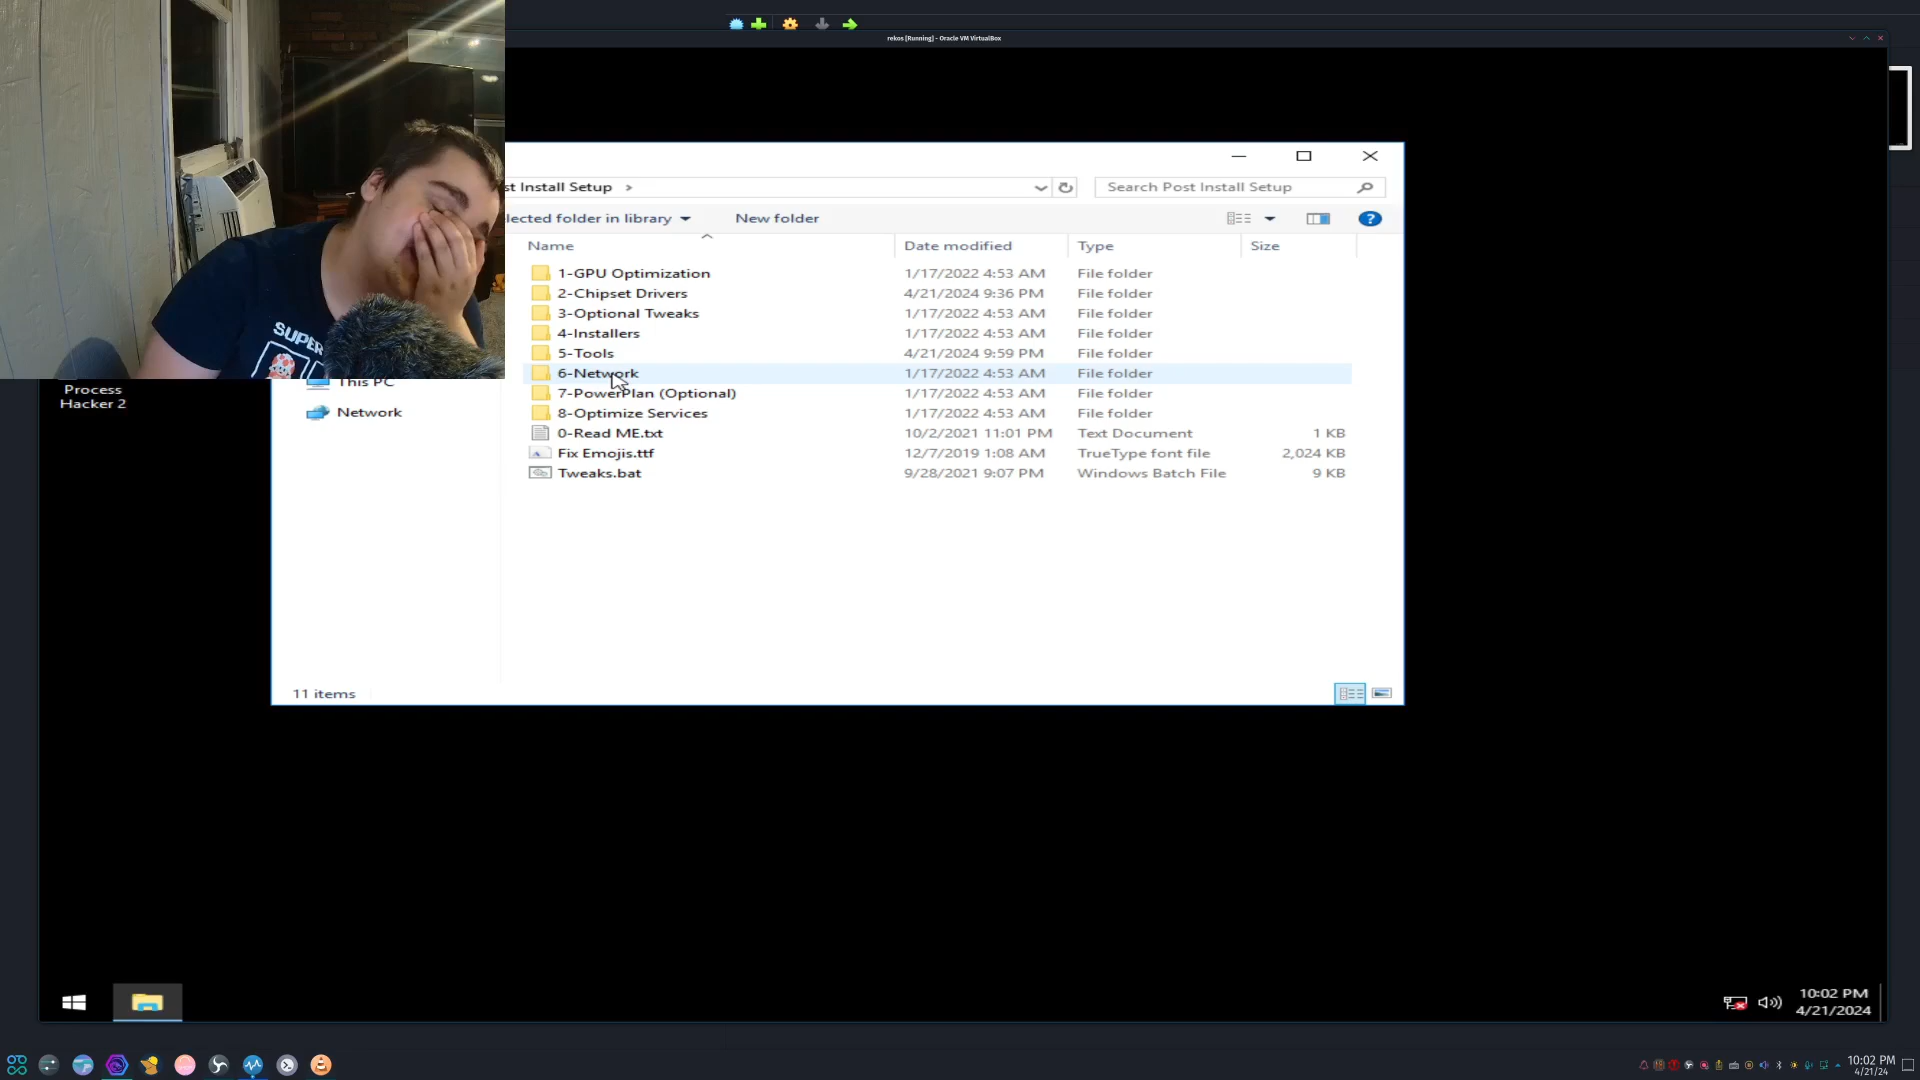 rekos [Running] - Oracle VM VirtualBox
st Install Setup
Search Post Install Setup
lected folder in library
New folder
Name Date modified Type Size
1-GPU Optimization 1/17/2022 4:53 AM File folder
2-Chipset Drivers 4/21/2024 9:36 PM File folder
3-Optional Tweaks 1/17/2022 4:53 AM File folder
4-Installers 1/17/2022 4:53 AM File folder
5-Tools 4/21/2024 9:59 PM File folder
6-Network 1/17/2022 4:53 AM File folder
7-PowerPlan (Optional) 1/17/2022 4:53 AM File folder
8-Optimize Services 1/17/2022 4:53 AM File folder
0-Read ME.txt 10/2/2021 11:01 PM Text Document 1 KB
Fix Emojis.ttf 12/7/2019 1:08 AM TrueType font file 2,024 KB
Tweaks.bat 9/28/2021 9:07 PM Windows Batch File 9 KB
SUPER
This PC
Network
Process
Hacker 2
11 items
10:02 PM
4/21/2024
10:02 PM
4/21/24